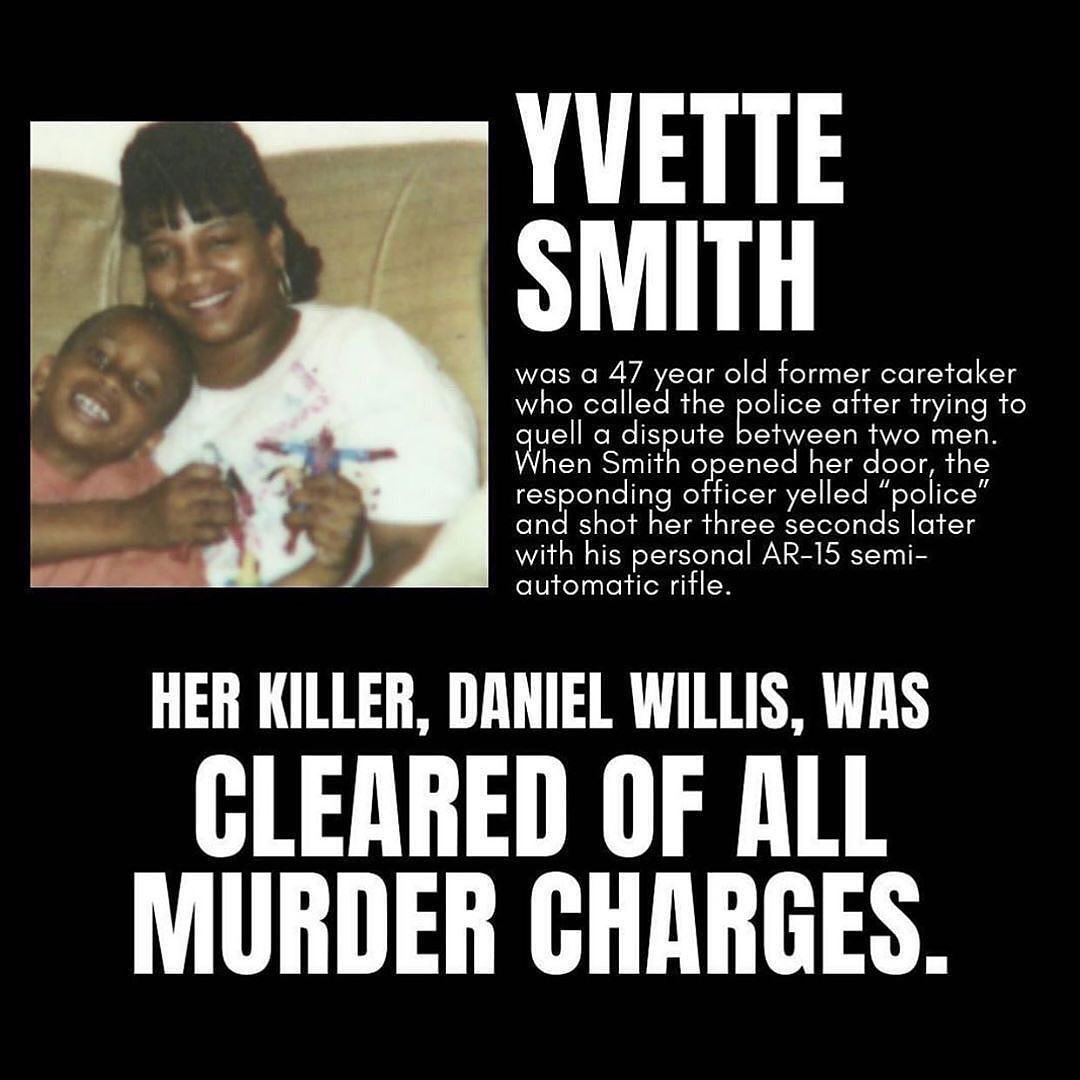 YVETTE
SMITH
was a 47 year old former caretaker
who called the police after trying to
quell a dispute between two men.
When Smith opened her door, the
responding officer yelled “police”
and shot her three seconds later
with his personal AR-15 semi-
automatic rifle.
HER KILLER, DANIEL WILLIS, WAS
CLEARED OF ALL
MURDER CHARGES.